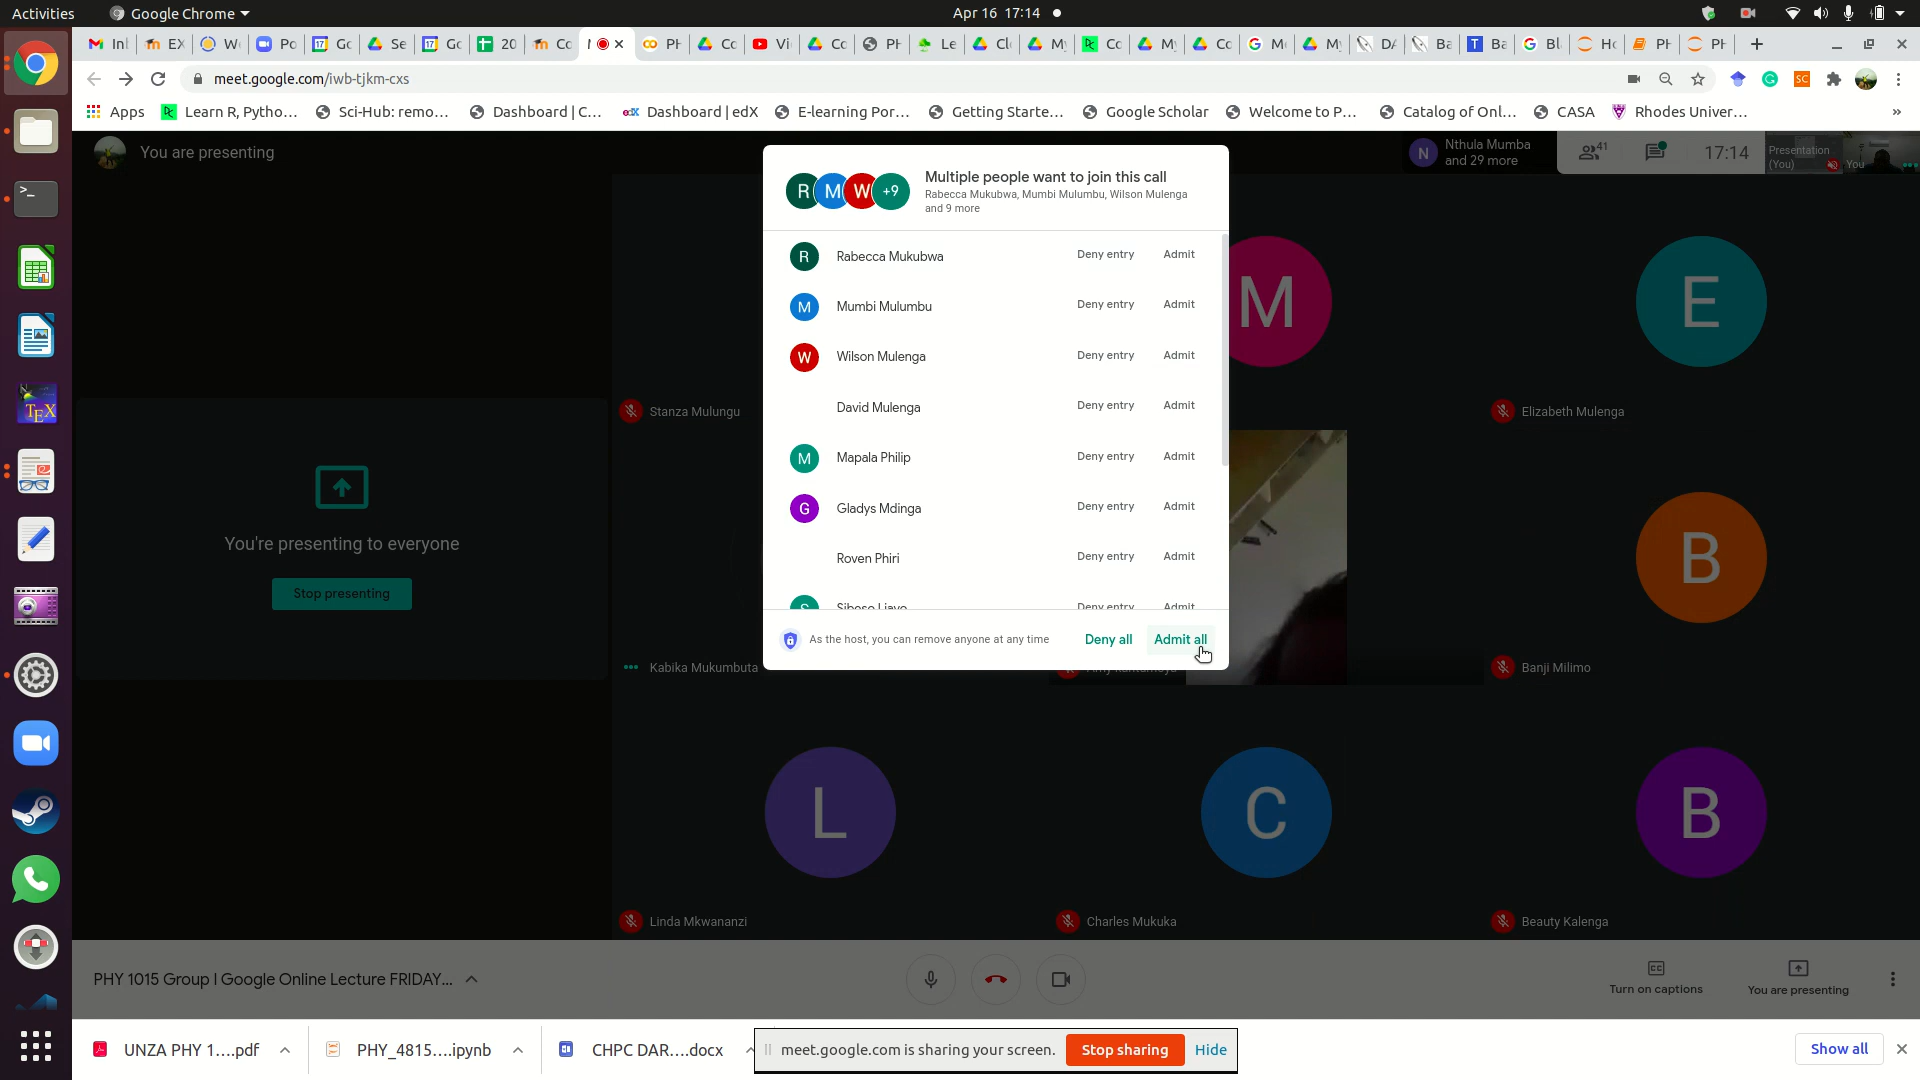 Activities
Google Chrome
Apr 16 17:14
meet.google.com/iwb-tjkm-cxs
Apps
Learn R, Pytho...
Sci-Hub: remo...
Dashboard | C...
Dashboard | edX
E-learning Por...
Getting Starte...
Google Scholar
Welcome to P...
Catalog of Onl...
CASA
Rhodes Univer...
You are presenting
Nthula Mumba
and 29 more
41
17:14
Presentation
(You)
You
R M W +9
Multiple people want to join this call
Rabecca Mukubwa, Mumbi Mulumbu, Wilson Mulenga
and 9 more
R Rabecca Mukubwa Deny entry Admit
M Mumbi Mulumbu Deny entry Admit
W Wilson Mulenga Deny entry Admit
David Mulenga Deny entry Admit
M Mapala Philip Deny entry Admit
G Gladys Mdinga Deny entry Admit
Roven Phiri Deny entry Admit
Deny entry Admit
As the host, you can remove anyone at any time
Deny all
Admit all
You're presenting to everyone
Stop presenting
Stanza Mulungu
M
E
Elizabeth Mulenga
Kabika Mukumbuta
B
Banji Milimo
L
Linda Mkwananzi
C
Charles Mukuka
B
Beauty Kalenga
PHY 1015 Group I Google Online Lecture FRIDAY...
Turn on captions
You are presenting
UNZA PHY 1....pdf
PHY_4815....ipynb
CHPC DAR....docx
meet.google.com is sharing your screen.
Stop sharing
Hide
Show all